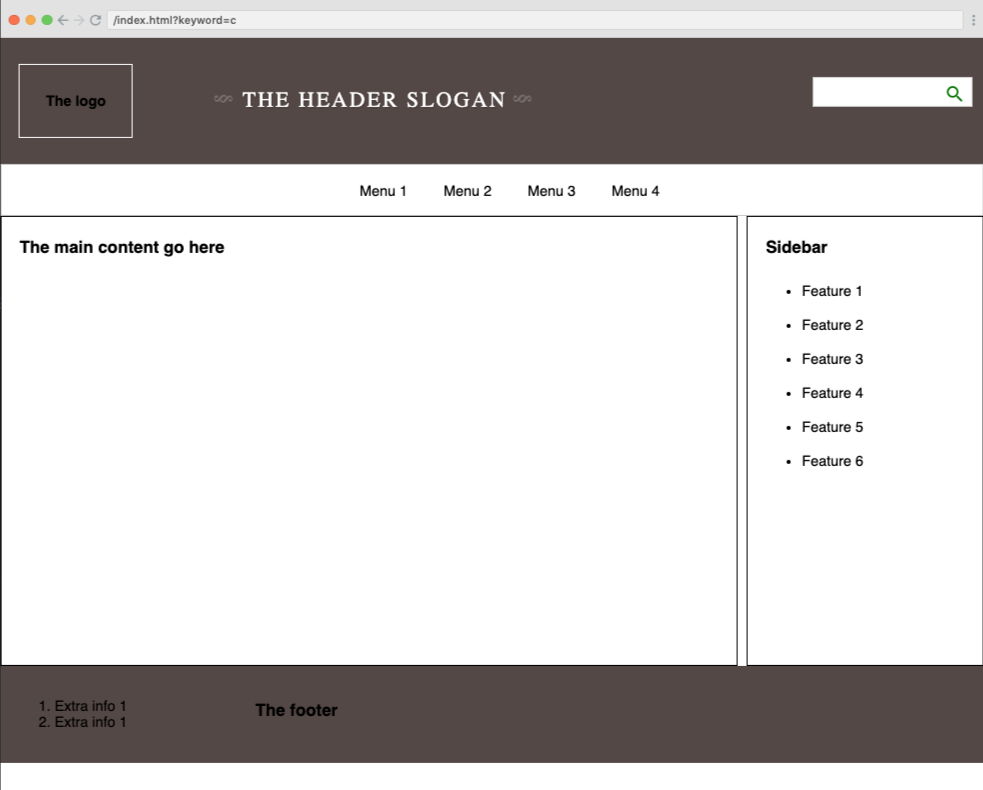 /index.html?keyword=c
The logo
THE HEADER SLOGAN
Menu 1 Menu 2 Menu 3 Menu 4
The main content go here
Sidebar
• Feature 1
• Feature 2
• Feature 3
• Feature 4
• Feature 5
• Feature 6
1. Extra info 1
2. Extra info 1
The footer